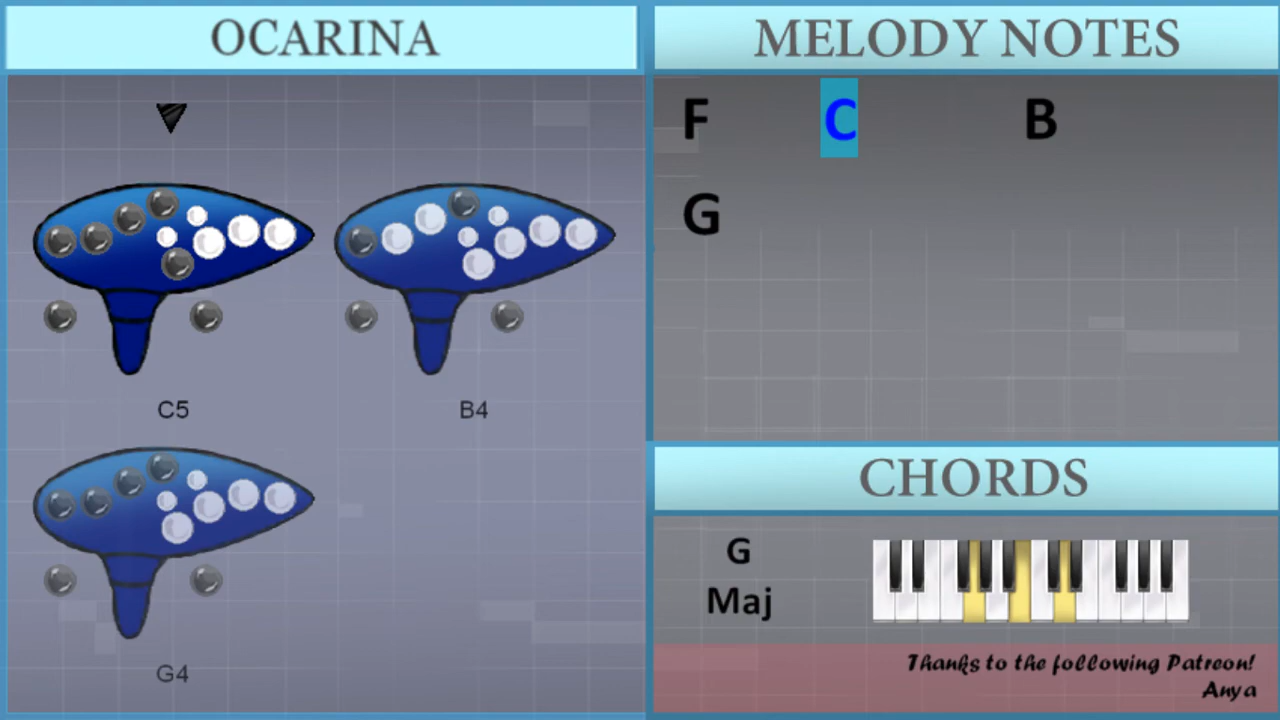 OCARINA
C5
B4
G4
MELODY NOTES
F C B
G
CHORDS
G
Maj
Thanks to the following Patreon!
Anya